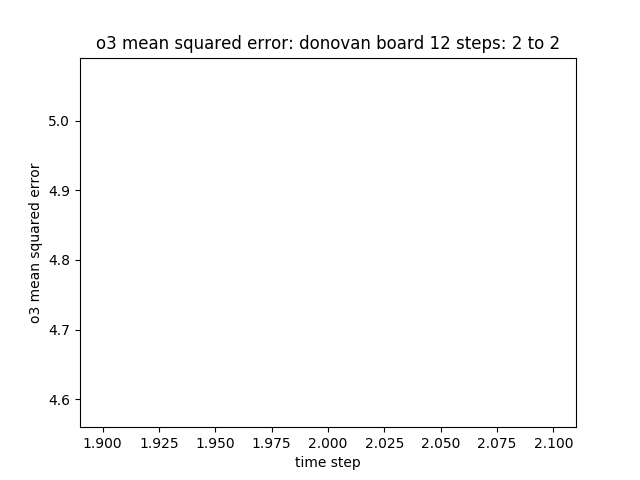 o3 mean squared error: donovan board 12 steps: 2 to 2
o3 mean squared error
5.0
4.9
4.8
4.7
4.6
1.900 1.925 1.950 1.975 2.000 2.025 2.050 2.075 2.100
time step